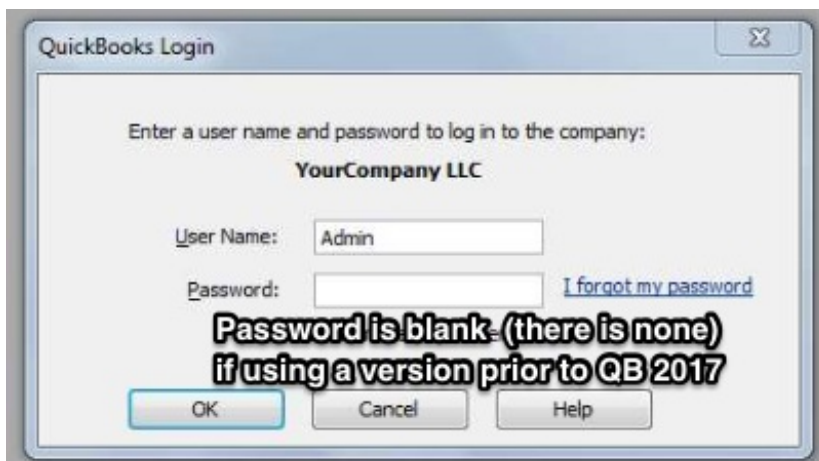 QuickBooks Login
Enter a user name and password to log in to the company:
YourCompany LLC
User Name: Admin
Password: I forgot my password
Password is blank (there is none)
if using a version prior to QB 2017
OK Cancel Help